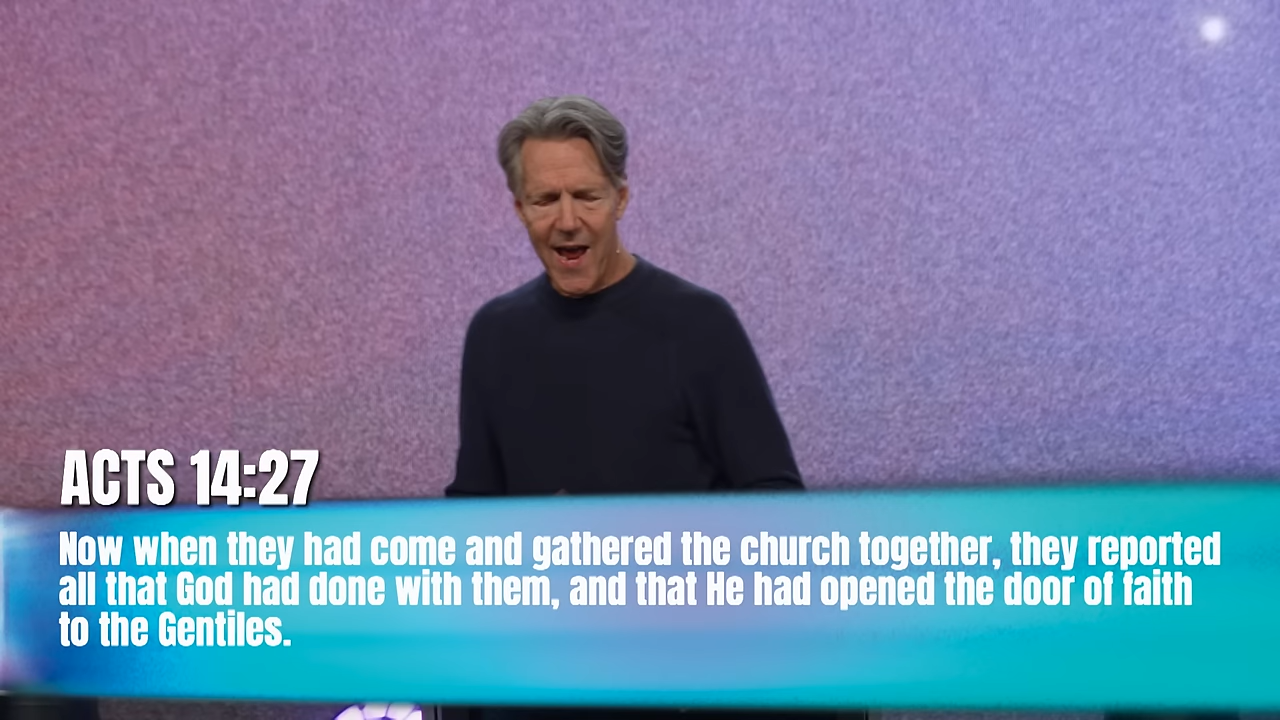 ACTS 14:27
Now when they had come and gathered the church together, they reported
all that God had done with them, and that He had opened the door of faith
to the Gentiles.